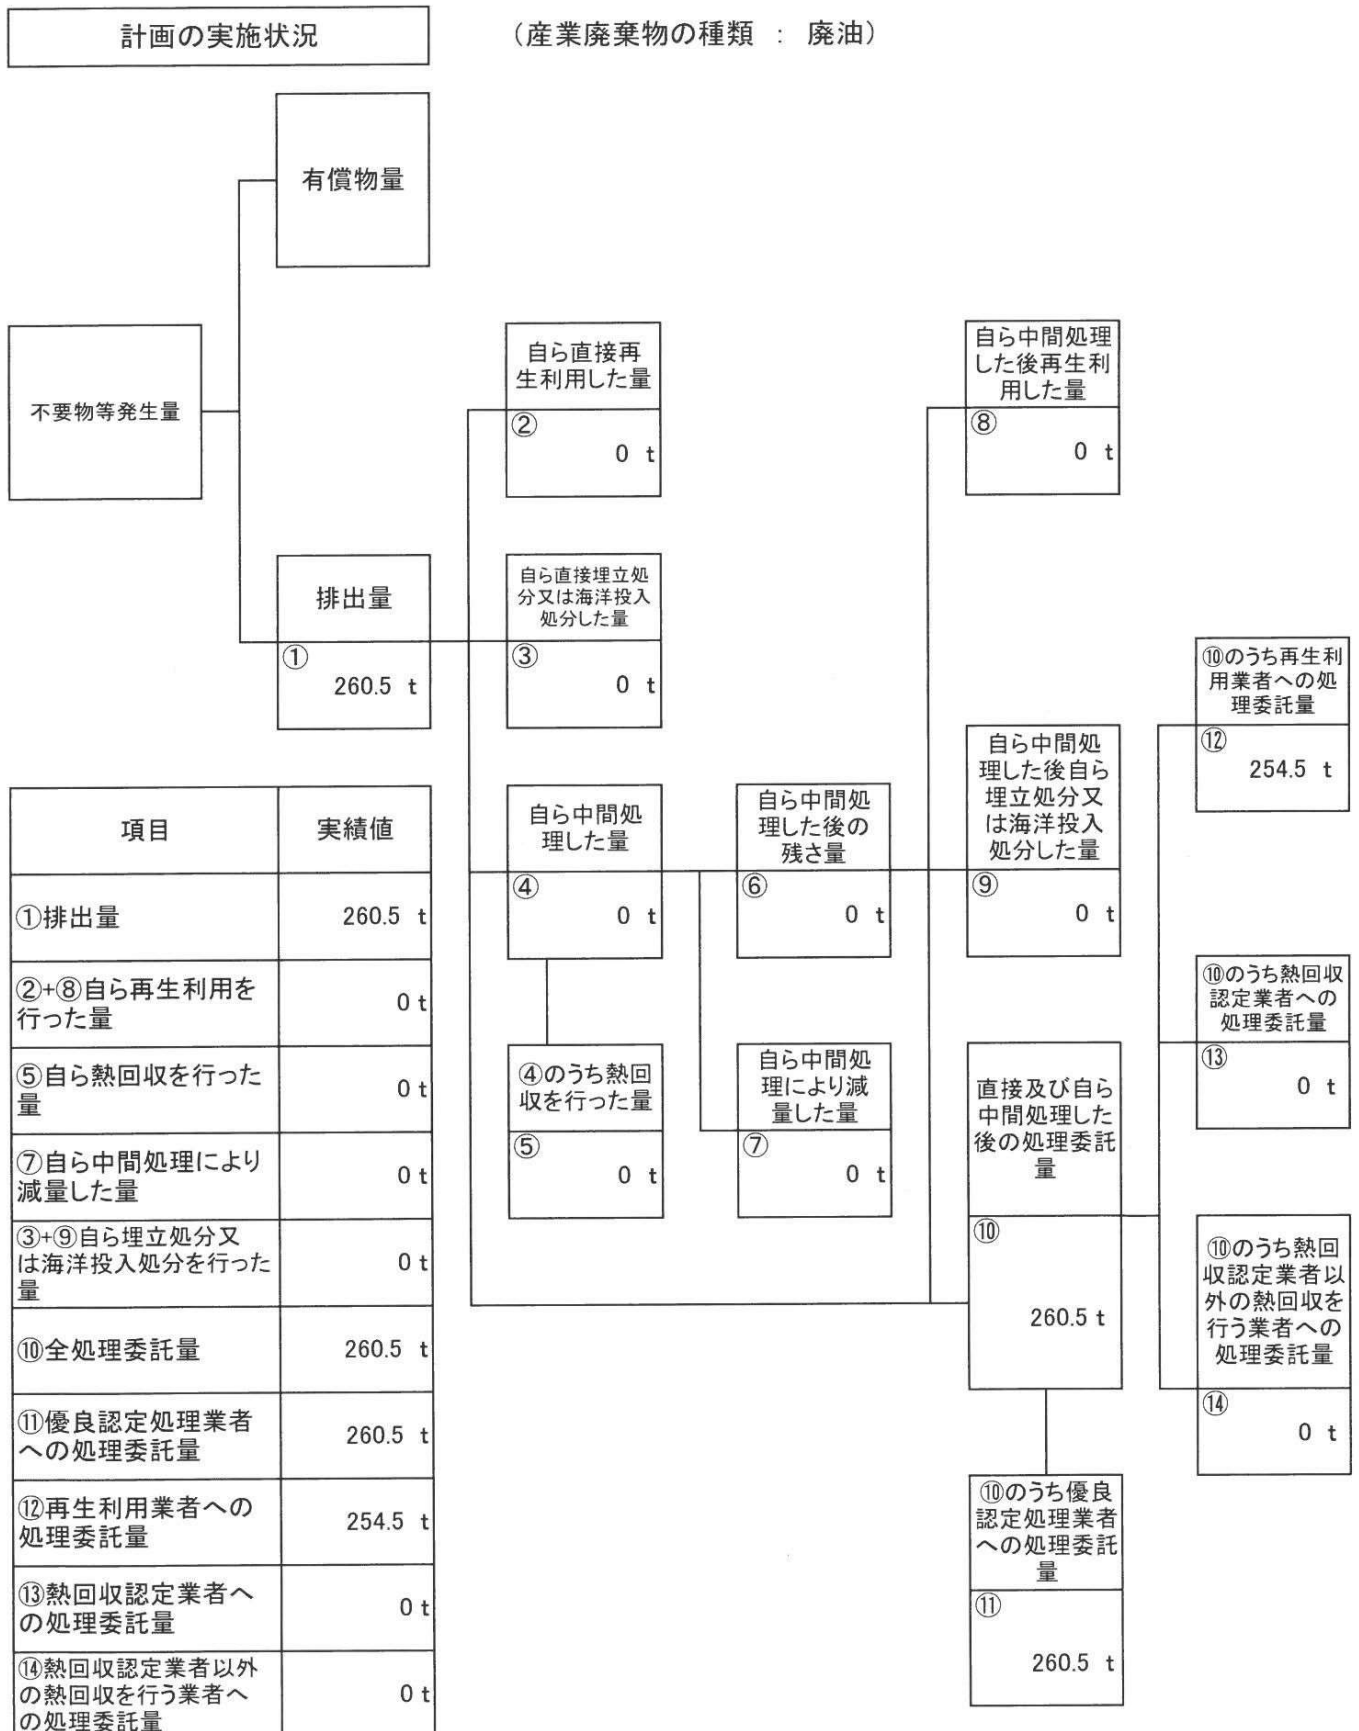 計画の実施状況
（産業廃棄物の種類 ： 廃油）
有償物量
不要物等発生量
排出量
①
260.5 t
自ら直接再
生利用した量
②
0 t
自ら直接埋立処
分又は海洋投入
処分した量
③
0 t
自ら中間処
理した量
④
0 t
④のうち熱回
収を行った量
⑤
0 t
自ら中間処
理した後の
残さ量
⑥
0 t
自ら中間処
理により減
量した量
⑦
0 t
自ら中間処理
した後再生利
用した量
⑧
0 t
自ら中間処
理した後自ら
埋立処分又
は海洋投入
処分した量
⑨
0 t
直接及び自ら
中間処理した
後の処理委託
量
⑩
260.5 t
⑩のうち優良
認定処理業者
への処理委託
量
⑪
260.5 t
⑩のうち再生利
用業者への処
理委託量
⑫
254.5 t
⑩のうち熱回収
認定業者への
処理委託量
⑬
0 t
⑩のうち熱回
収認定業者以
外の熱回収を
行う業者への
処理委託量
⑭
0 t
項目 実績値
①排出量 260.5 t
②+⑧自ら再生利用を
行った量 0 t
⑤自ら熱回収を行った
量 0 t
⑦自ら中間処理により
減量した量 0 t
③+⑨自ら埋立処分又
は海洋投入処分を行った
量 0 t
⑩全処理委託量 260.5 t
⑪優良認定処理業者
への処理委託量 260.5 t
⑫再生利用業者への
処理委託量 254.5 t
⑬熱回収認定業者へ
の処理委託量 0 t
⑭熱回収認定業者以外
の熱回収を行う業者へ
の処理委託量 0 t